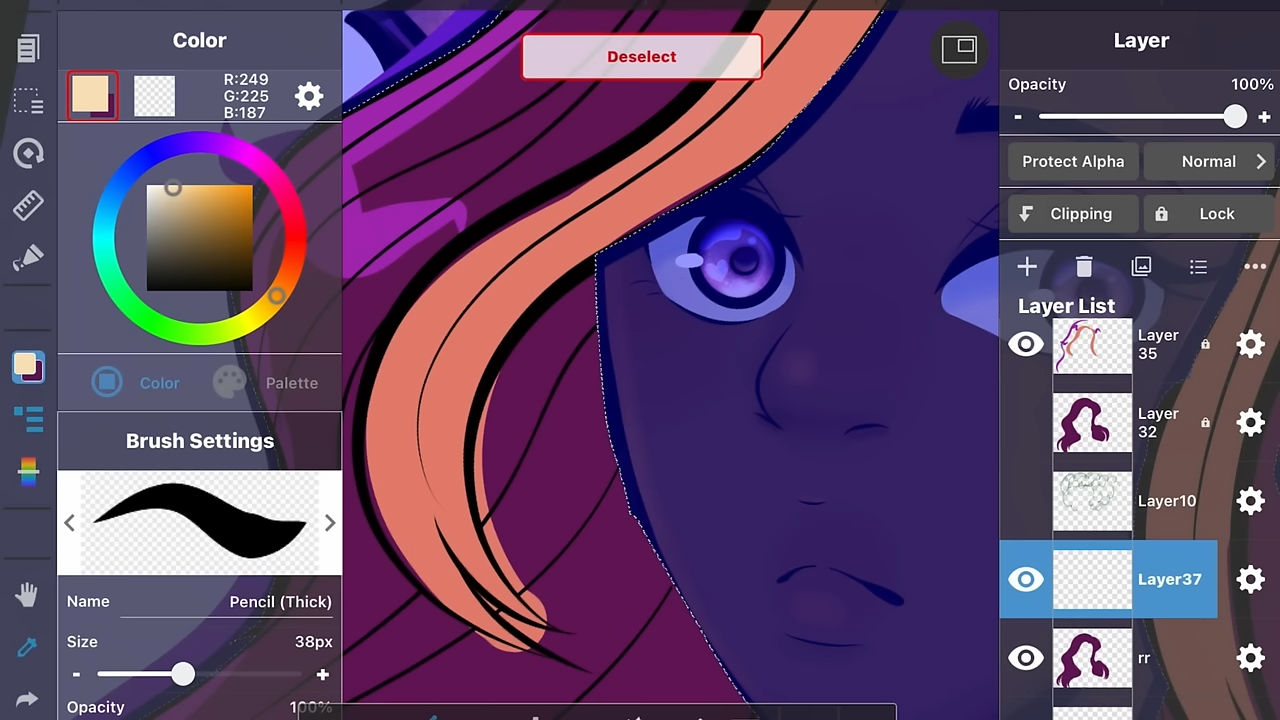 Color
R:249
G:225
B:187
Color
Palette
Brush Settings
Name
Pencil (Thick)
Size
38px
-
+
Opacity
100%
Deselect
Layer
Opacity
100%
-
+
Protect Alpha
Normal
Clipping
Lock
Layer List
Layer
35
Layer
32
Layer10
Layer37
rr